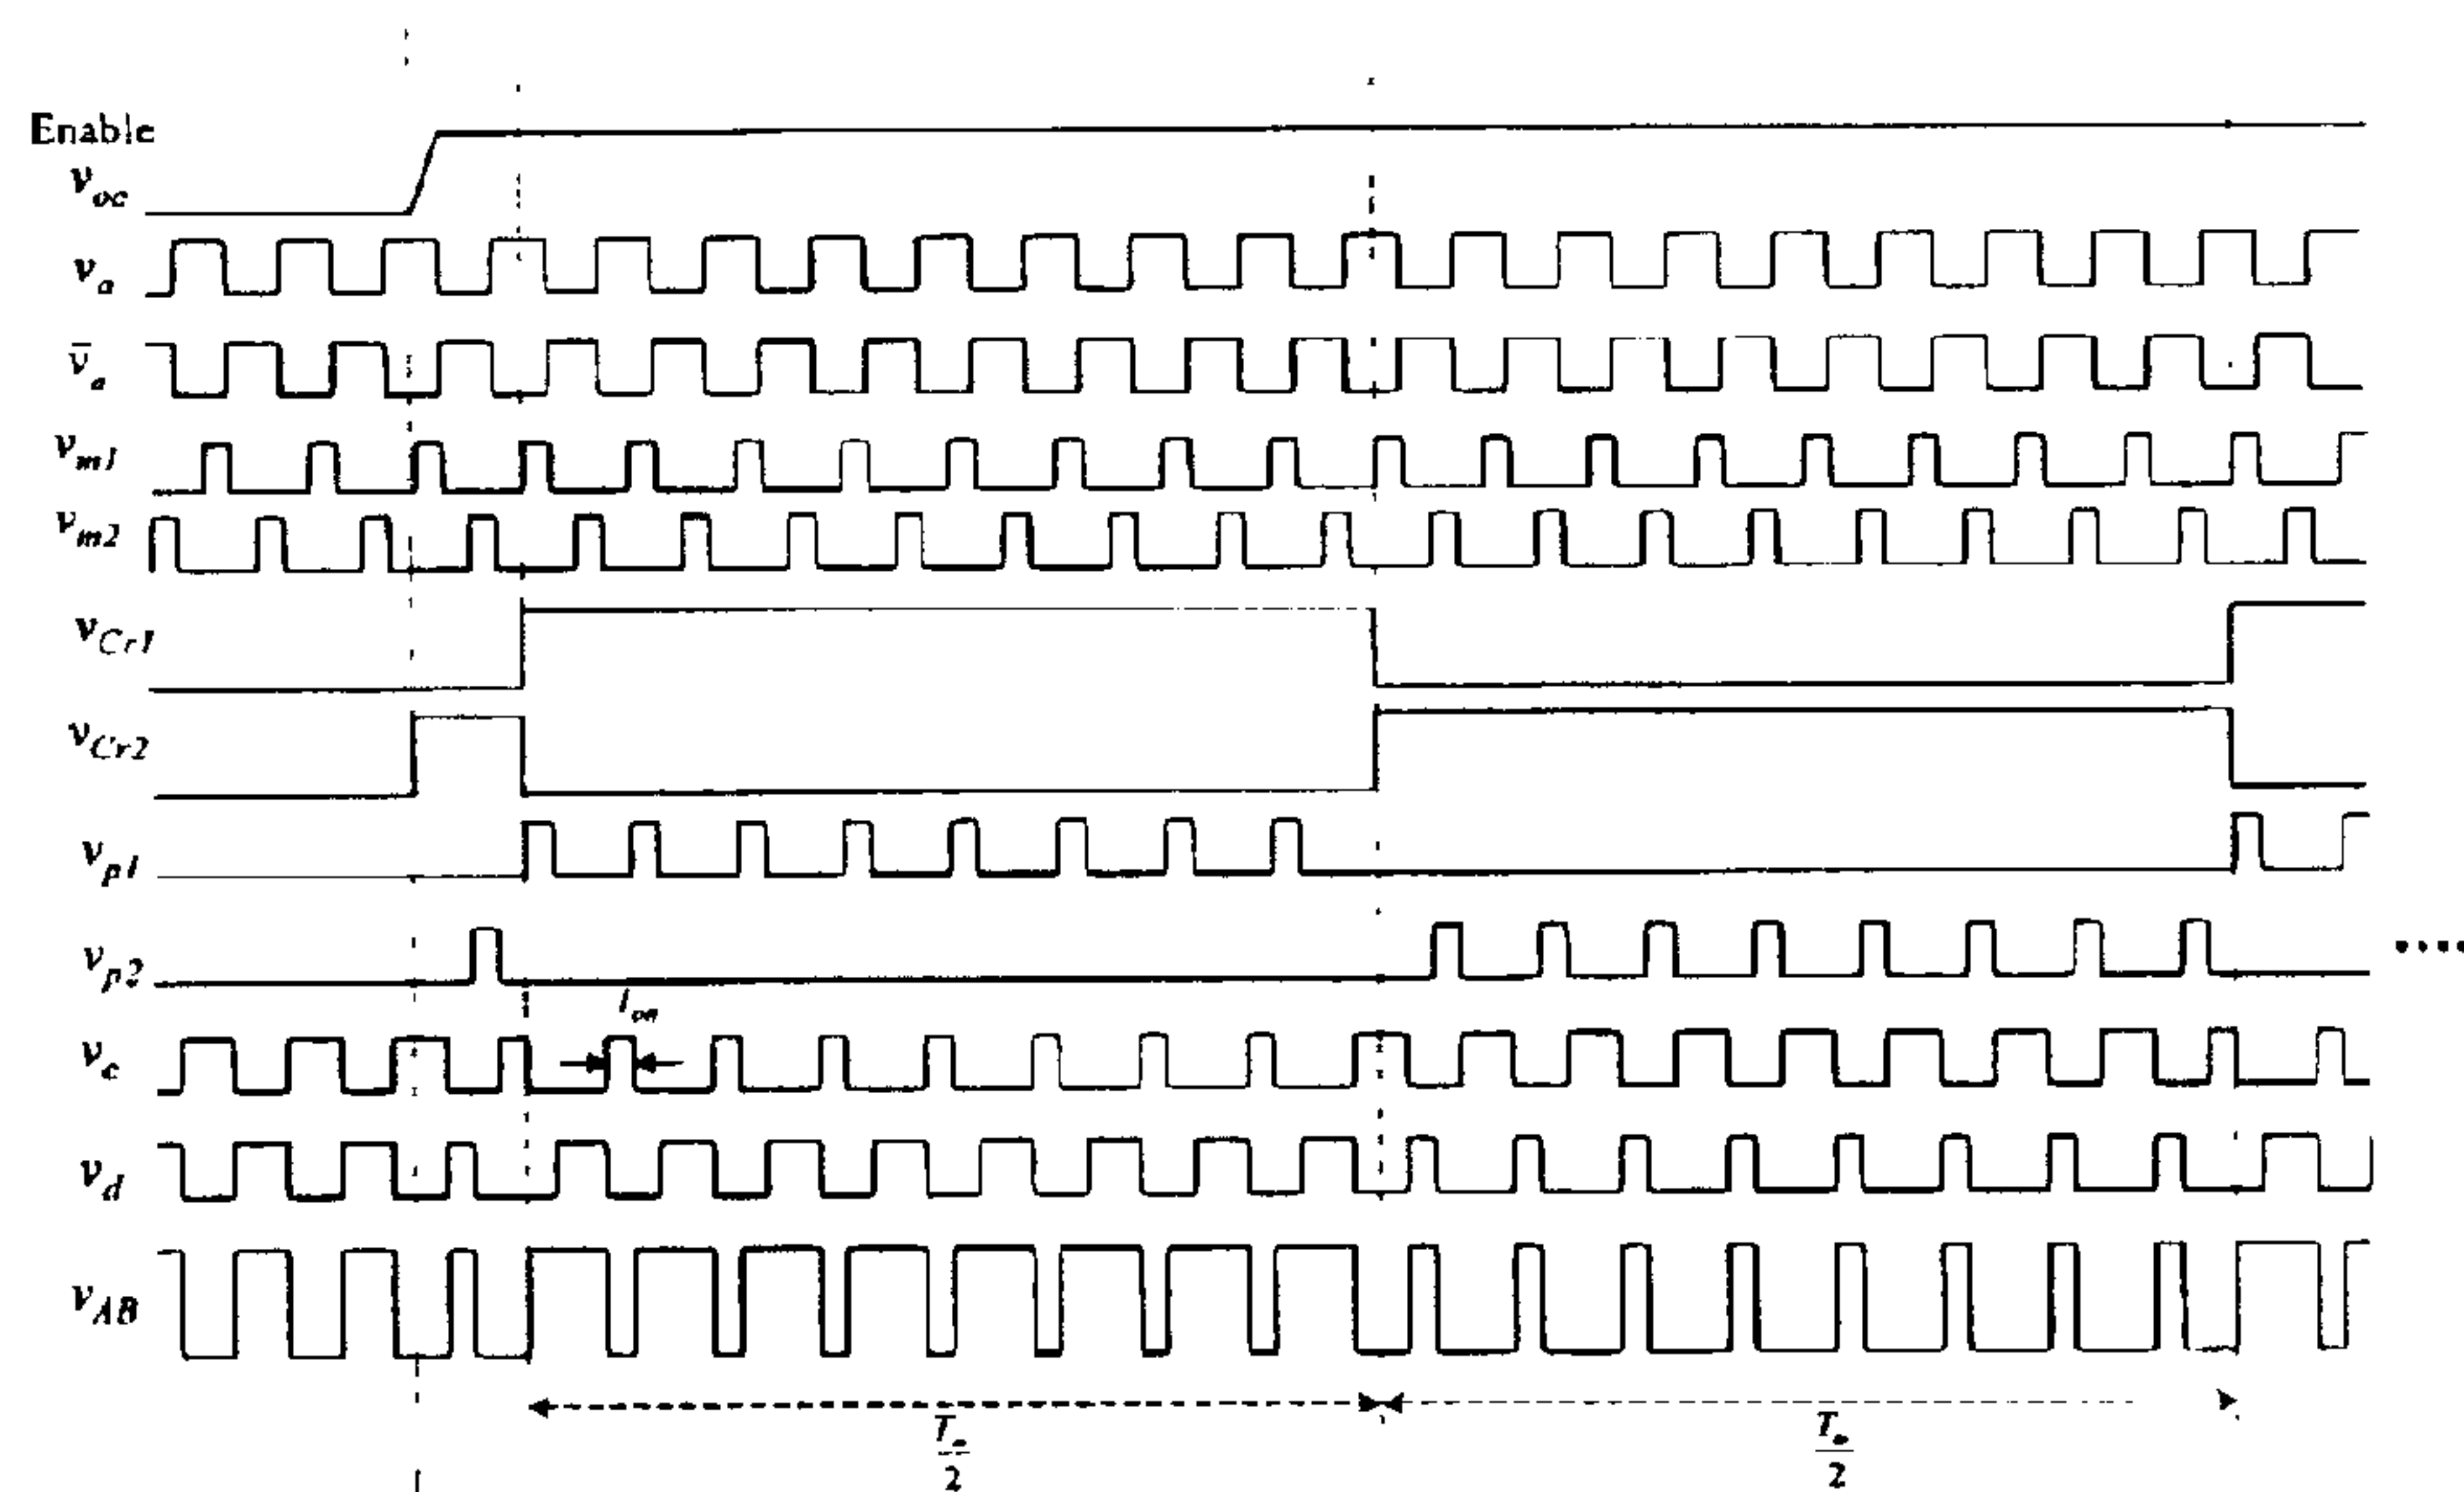 Enable
v_oc
v_a
v̄_a
v_m1
v_m2
v_Cr1
v_Cr2
v_p1
v_p2
t_on
v_c
v_d
v_AB
T_o/2 T_o/2